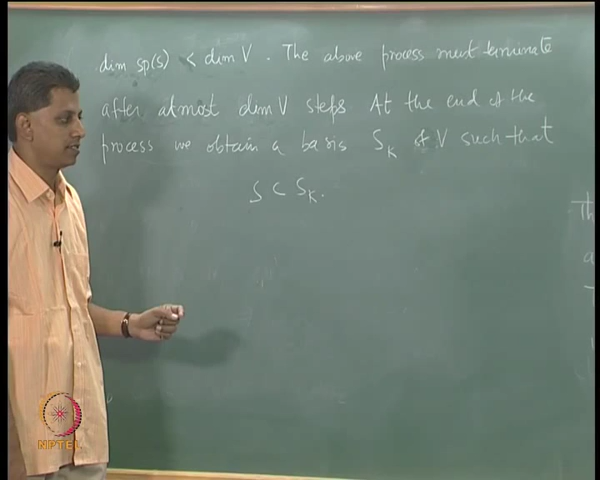 dim sp(s) < dim V. The above process must terminate
after atmost dim V steps At the end of the
process we obtain a basis S_K of V such that
S ⊂ S_K.
Th
a
NPTEL